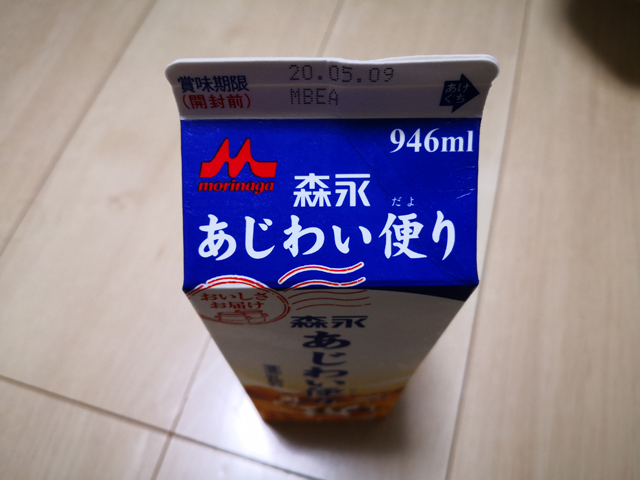 賞味期限
(開封前)
20.05.09
MBEA
あけくち
946ml
morinaga
森永
だよ
あじわい便り
おいしさ
お届け
森永
あじわい便り